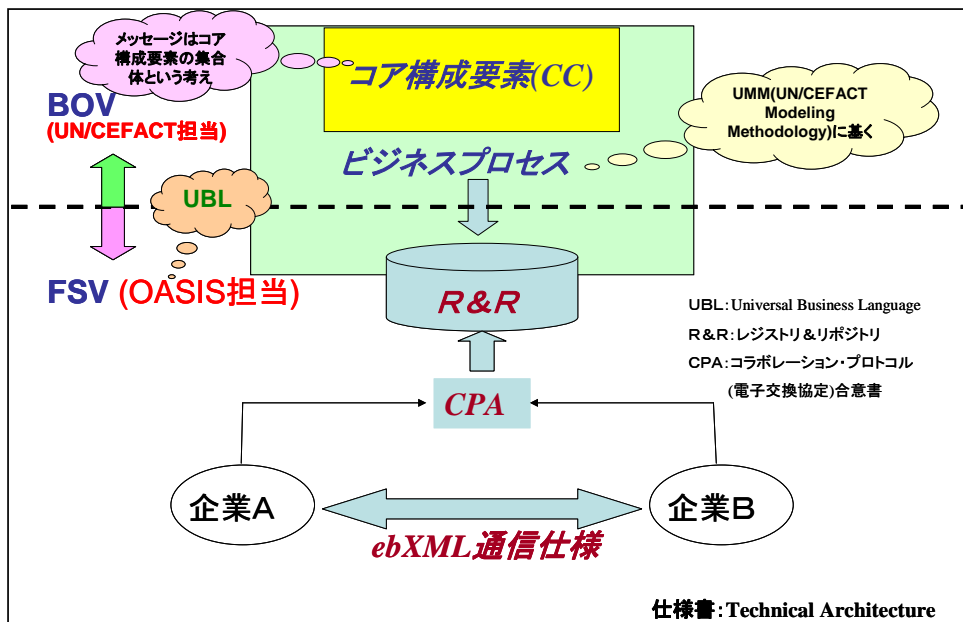 メッセージはコア
構成要素の集合
体という考え
コア構成要素(CC)
UMM(UN/CEFACT
Modeling
Methodology)に基く
BOV
(UN/CEFACT担当)
ビジネスプロセス
UBL
FSV (OASIS担当)
R&R
UBL:Universal Business Language
R&R:レジストリ&リポジトリ
CPA:コラボレーション・プロトコル
(電子交換協定)合意書
CPA
企業A
企業B
ebXML通信仕様
仕様書:Technical Architecture